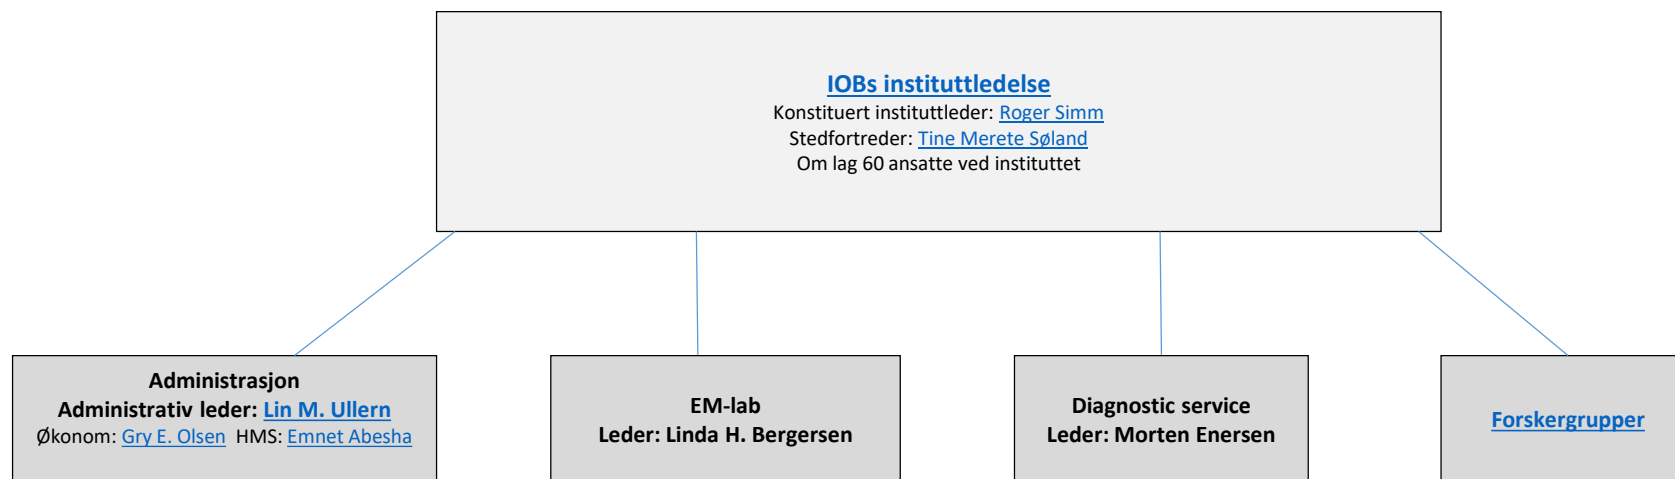 IOBs instituttledelse
Konstituert instituttleder: Roger Simm
Stedfortreder: Tine Merete Søland
Om lag 60 ansatte ved instituttet
Administrasjon
Administrativ leder: Lin M. Ullern
Økonom: Gry E. Olsen HMS: Emnet Abesha
EM-lab
Leder: Linda H. Bergersen
Diagnostic service
Leder: Morten Enersen
Forskergrupper